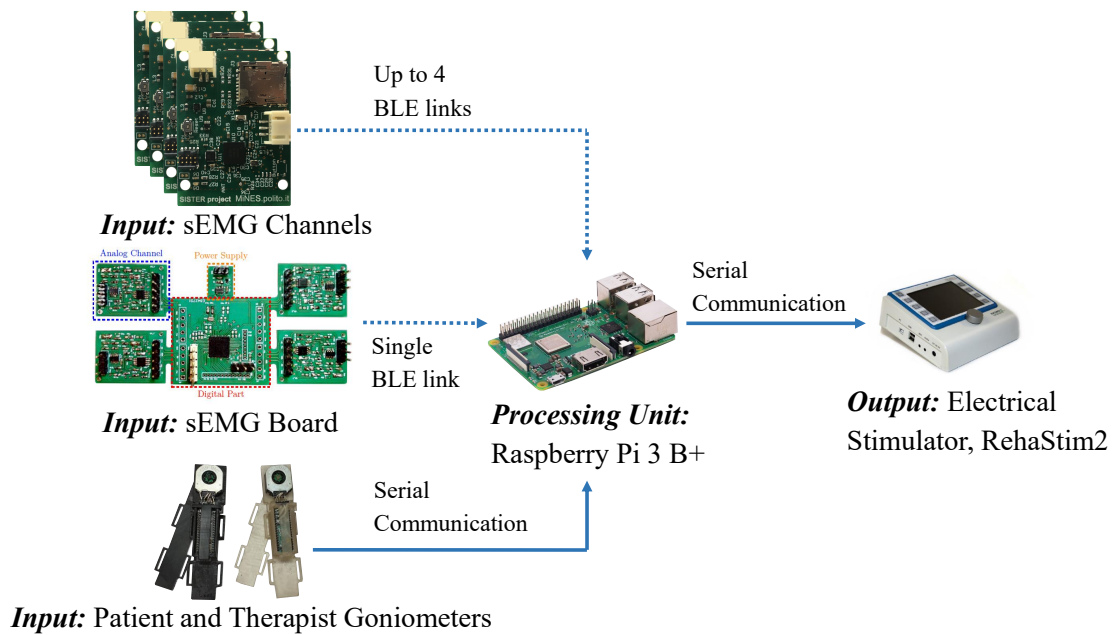 Up to 4
BLE links
SISTER project MiNES.polito.it
Input: sEMG Channels
Analog Channel
Power Supply
Digital Part
Single
BLE link
Input: sEMG Board
Serial
Communication
Processing Unit:
Raspberry Pi 3 B+
Output: Electrical
Stimulator, RehaStim2
Serial
Communication
Input: Patient and Therapist Goniometers